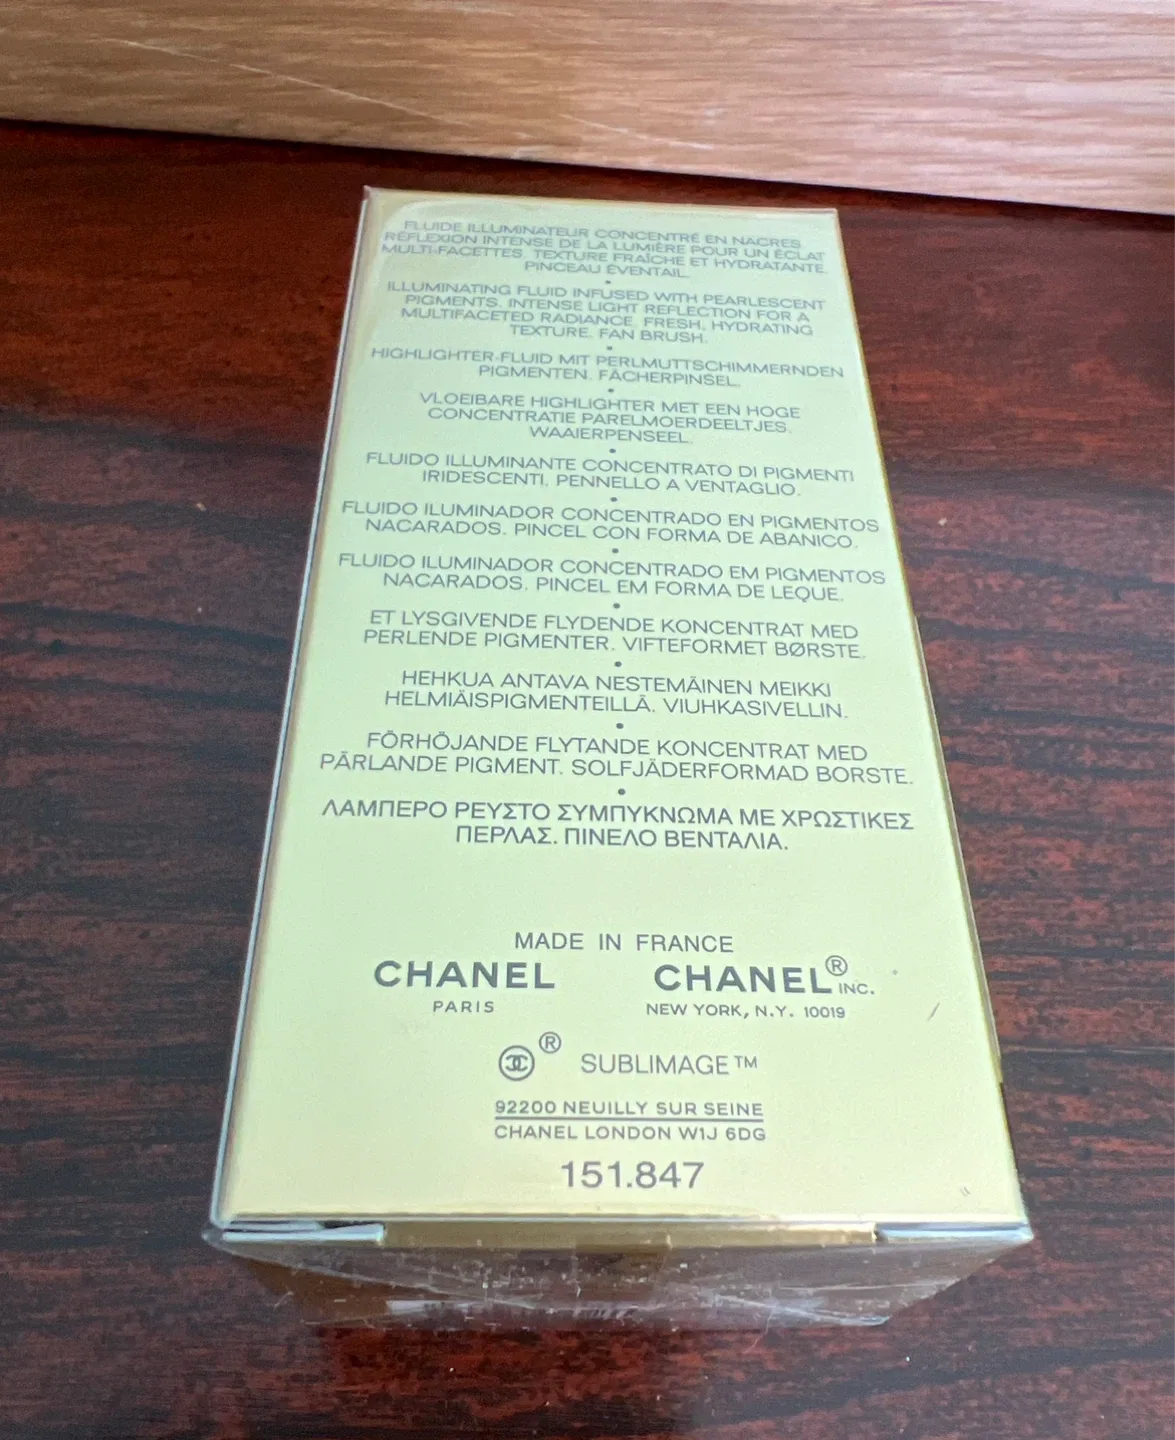 FLUIDE ILLUMINATEUR CONCENTRÉ EN NACRES.
RÉFLEXION INTENSE DE LA LUMIÈRE POUR UN ÉCLAT
MULTI-FACETTES. TEXTURE FRAÎCHE ET HYDRATANTE.
PINCEAU ÉVENTAIL.
•
ILLUMINATING FLUID INFUSED WITH PEARLESCENT
PIGMENTS. INTENSE LIGHT REFLECTION FOR A
MULTIFACETED RADIANCE. FRESH, HYDRATING
TEXTURE. FAN BRUSH.
•
HIGHLIGHTER-FLUID MIT PERLMUTTSCHIMMERNDEN
PIGMENTEN. FÄCHERPINSEL.
•
VLOEIBARE HIGHLIGHTER MET EEN HOGE
CONCENTRATIE PARELMOERDEELTJES.
WAAIERPENSEEL.
•
FLUIDO ILLUMINANTE CONCENTRATO DI PIGMENTI
IRIDESCENTI. PENNELLO A VENTAGLIO.
•
FLUIDO ILUMINADOR CONCENTRADO EN PIGMENTOS
NACARADOS. PINCEL CON FORMA DE ABANICO.
•
FLUIDO ILUMINADOR CONCENTRADO EM PIGMENTOS
NACARADOS. PINCEL EM FORMA DE LEQUE.
•
ET LYSGIVENDE FLYDENDE KONCENTRAT MED
PERLENDE PIGMENTER. VIFTEFORMET BØRSTE.
•
HEHKUA ANTAVA NESTEMÄINEN MEIKKI
HELMIÄISPIGMENTEILLÄ. VIUHKASIVELLIN.
•
FÖRHÖJANDE FLYTANDE KONCENTRAT MED
PÄRLANDE PIGMENT. SOLFJÄDERFORMAD BORSTE.
•
ΛΑΜΠΕΡΟ ΡΕΥΣΤΟ ΣΥΜΠΥΚΝΩΜΑ ΜΕ ΧΡΩΣΤΙΚΕΣ
ΠΕΡΛΑΣ. ΠΙΝΕΛΟ ΒΕΝΤΑΛΙΑ.
MADE IN FRANCE
CHANEL CHANEL® INC.
PARIS NEW YORK, N.Y. 10019
® SUBLIMAGE™
92200 NEUILLY SUR SEINE
CHANEL LONDON W1J 6DG
151.847